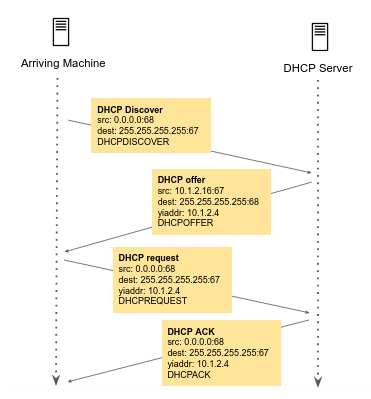 Arriving Machine
DHCP Server
DHCP Discover
src: 0.0.0.0:68
dest: 255.255.255.255:67
DHCPDISCOVER
DHCP offer
src: 10.1.2.16:67
dest: 255.255.255.255:68
yiaddr: 10.1.2.4
DHCPOFFER
DHCP request
src: 0.0.0.0:68
dest: 255.255.255.255:67
yiaddr: 10.1.2.4
DHCPREQUEST
DHCP ACK
src: 0.0.0.0:68
dest: 255.255.255.255:67
yiaddr: 10.1.2.4
DHCPACK